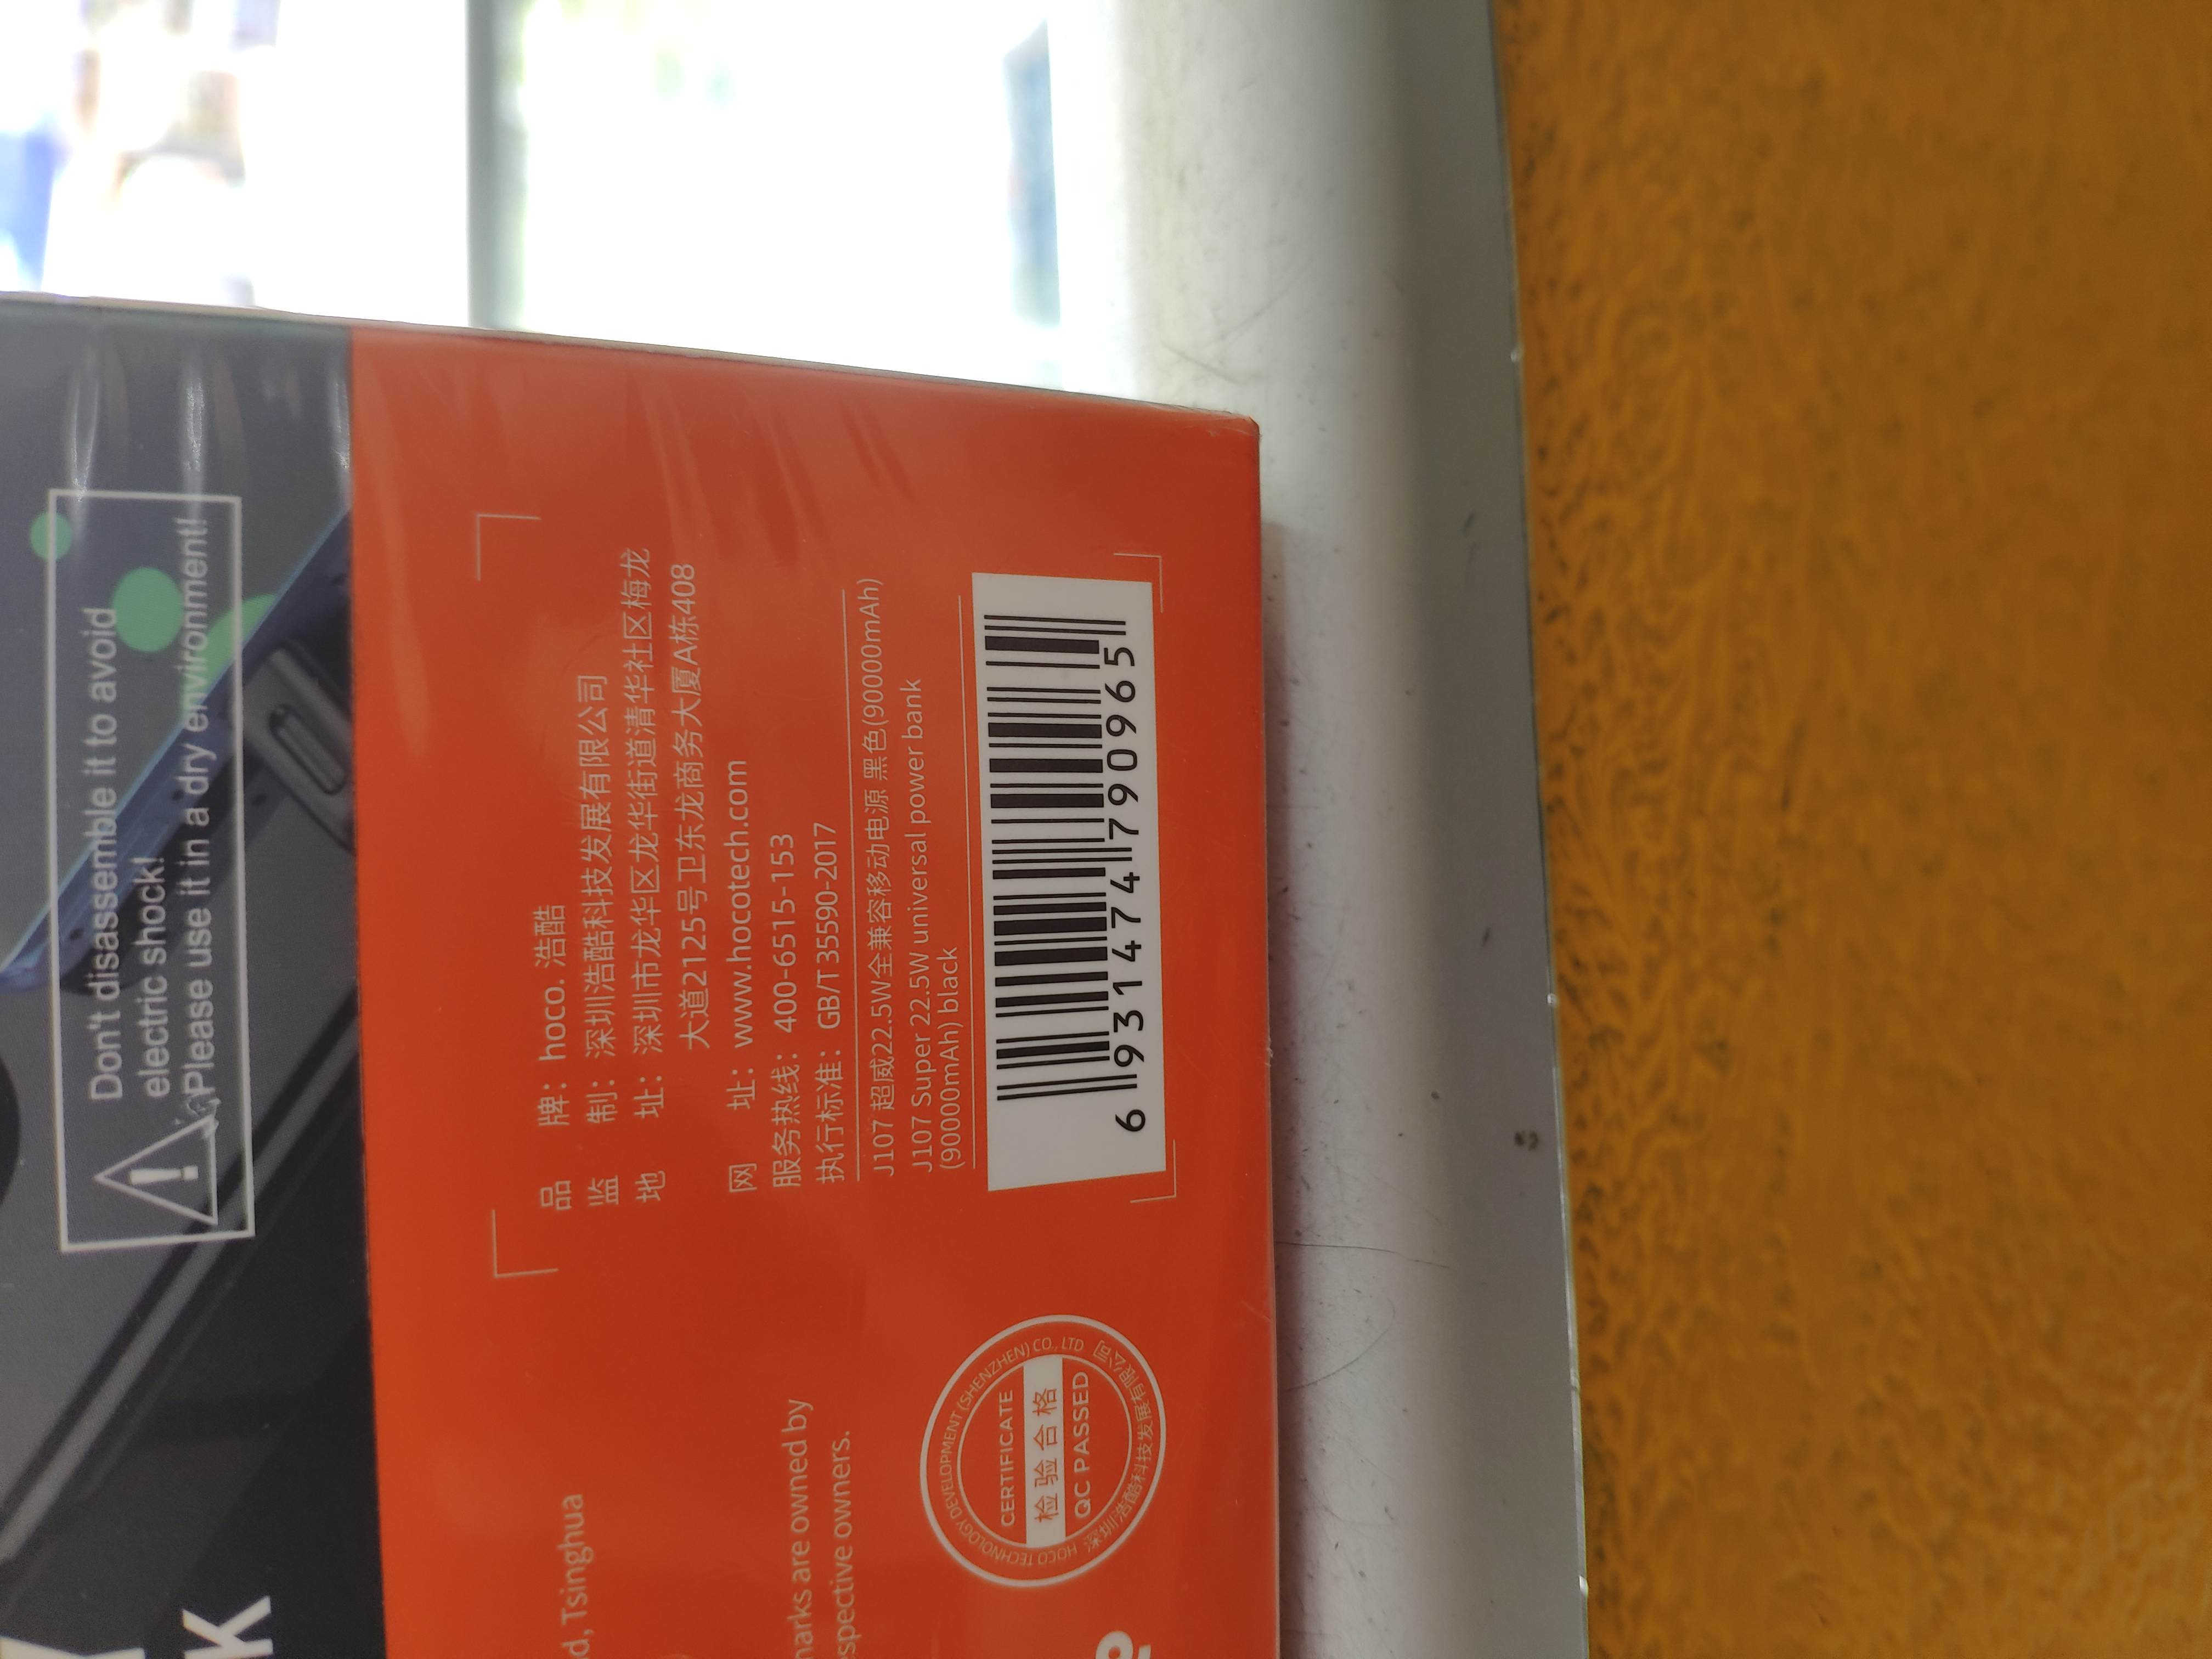 Don't disassemble it to avoid
electric shock!
Please use it in a dry environment!
K
品 牌：hoco. 浩酷
监 制：深圳浩酷科技发展有限公司
地 址：深圳市龙华区龙华街道清华社区梅龙
大道2125号卫东龙商务大厦A栋408
网 址：www.hocotech.com
服务热线：400-6515-153
执行标准：GB/T 35590-2017
J107 超威22.5W全兼容移动电源 黑色(90000mAh)
J107 Super 22.5W universal power bank
(90000mAh) black
6 931474 790965
Tsinghua
are owned by
owners.
HOCO TECHNOLOGY DEVELOPMENT (SHENZHEN) CO., LTD
CERTIFICATE
检验合格
QC PASSED
深圳浩酷科技发展有限公司